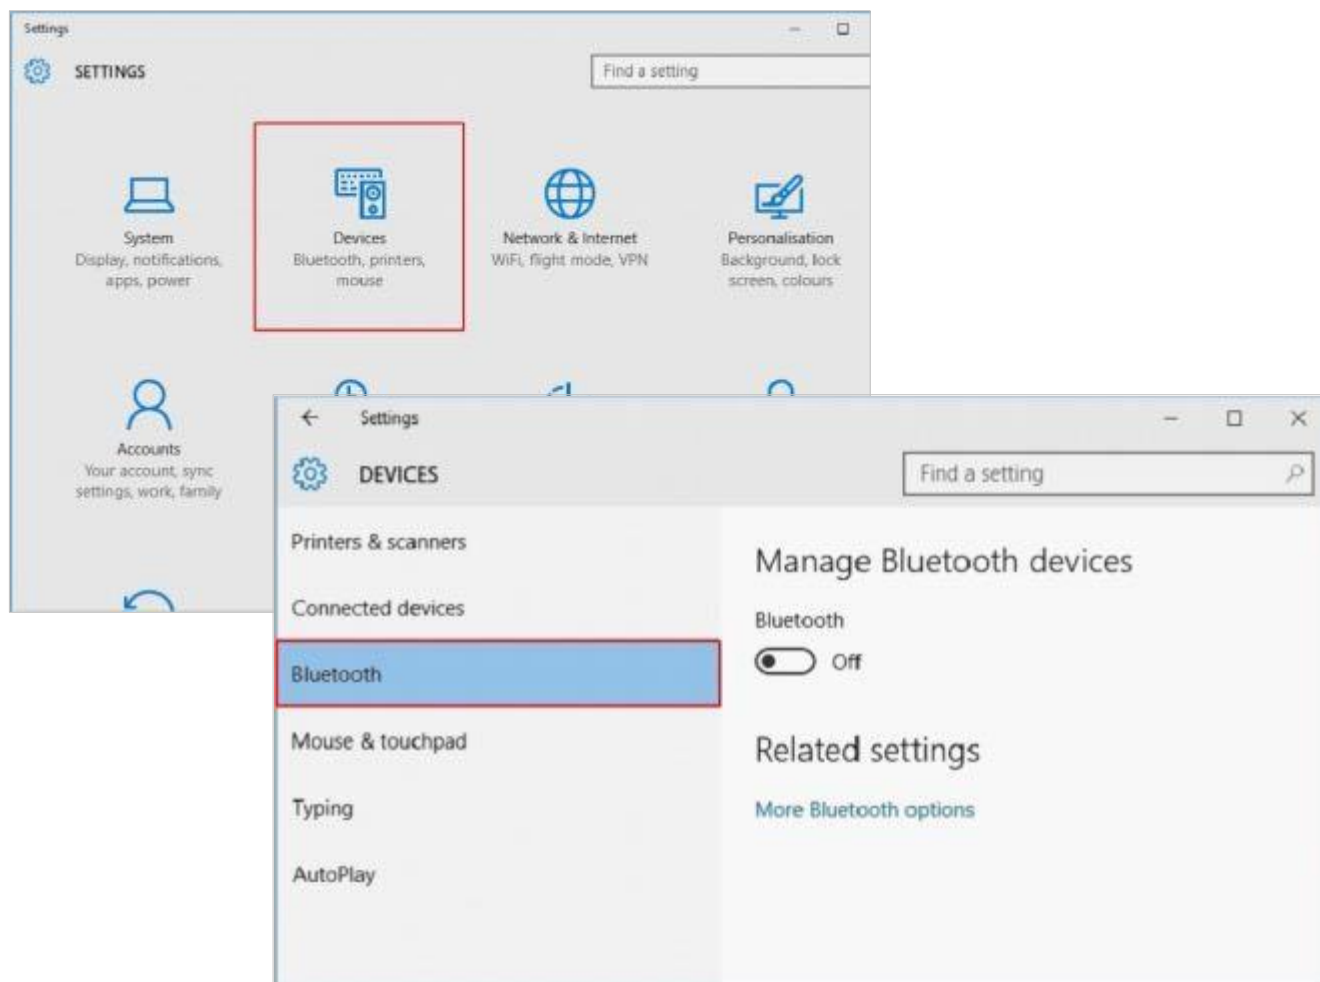 Settings
SETTINGS
Find a setting
System
Display, notifications,
apps, power
Devices
Bluetooth, printers,
mouse
Network & Internet
WiFi, flight mode, VPN
Personalisation
Background, lock
screen, colours
Accounts
Your account, sync
settings, work, family
Settings
DEVICES
Find a setting
Printers & scanners
Connected devices
Bluetooth
Mouse & touchpad
Typing
AutoPlay
Manage Bluetooth devices
Bluetooth
Off
Related settings
More Bluetooth options